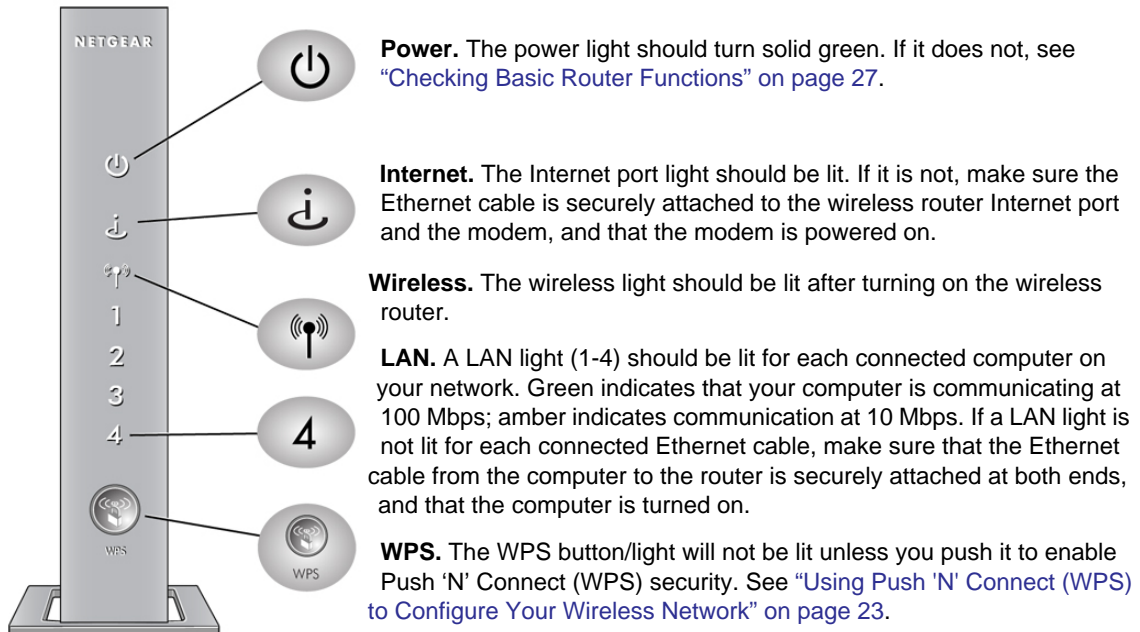 NETGEAR
1
2
3
4
WPS
4
WPS
Power. The power light should turn solid green. If it does not, see
“Checking Basic Router Functions” on page 27.
Internet. The Internet port light should be lit. If it is not, make sure the
Ethernet cable is securely attached to the wireless router Internet port
and the modem, and that the modem is powered on.
Wireless. The wireless light should be lit after turning on the wireless
router.
LAN. A LAN light (1-4) should be lit for each connected computer on
your network. Green indicates that your computer is communicating at
100 Mbps; amber indicates communication at 10 Mbps. If a LAN light is
not lit for each connected Ethernet cable, make sure that the Ethernet
cable from the computer to the router is securely attached at both ends,
and that the computer is turned on.
WPS. The WPS button/light will not be lit unless you push it to enable
Push ‘N’ Connect (WPS) security. See “Using Push 'N' Connect (WPS)
to Configure Your Wireless Network” on page 23.